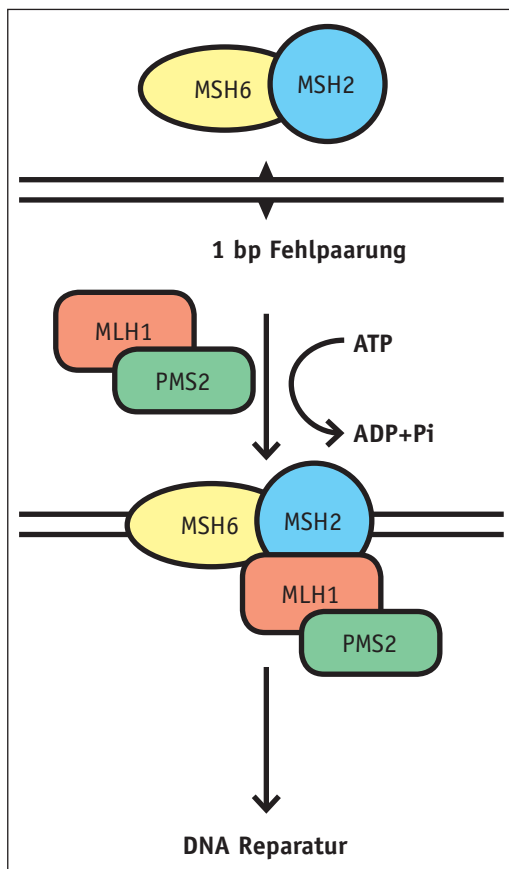 MSH6
MSH2
1 bp Fehlpaarung
MLH1
PMS2
ATP
ADP+Pi
MSH6
MSH2
MLH1
PMS2
DNA Reparatur